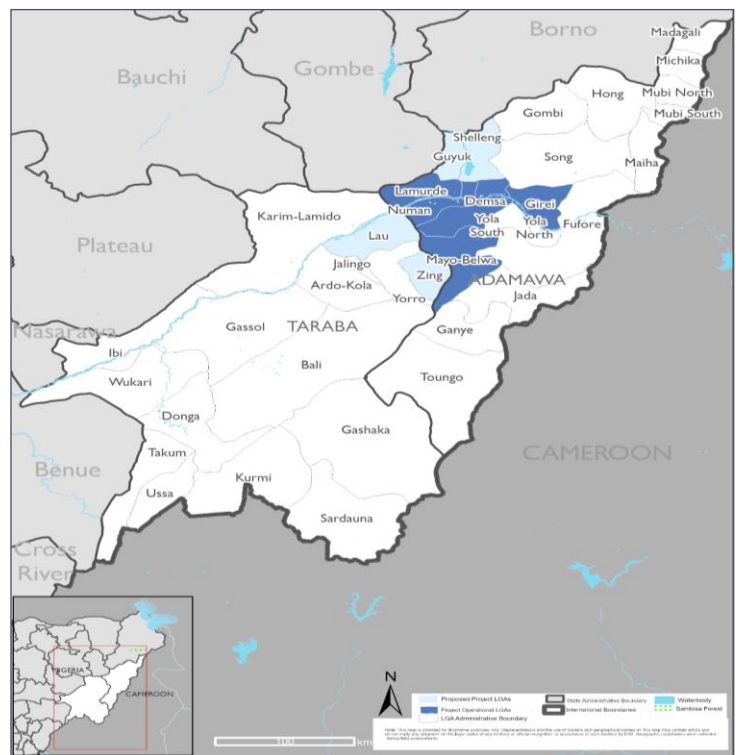 Borno
Madagali
Michika
Bauchi
Gombe
Mubi North
Hong
Gombi
Mubi South
Shelleng
Guyuk
Song
Maiha
Lamurde
Demsa
Girei
Karim-Lamido
Numan
Yola South
Yola North
Fufore
Plateau
Lau
Mayo-Belwa
Jalingo
Zing
ADAMAWA
Ardo-Kola
Jada
Yorro
Nasarawa
Gassol
TARABA
Ganye
Ibi
Bali
Wukari
Toungo
Donga
Gashaka
CAMEROON
Takum
Benue
Kurmi
Ussa
Sardauna
Cross River
NIGERIA
CAMEROON
N
100
km
Proposed Project LGAs
State Administrative Boundary
Waterbody
Project Operational LGAs
International Boundaries
Sambisa Forest
LGA Administrative Boundary